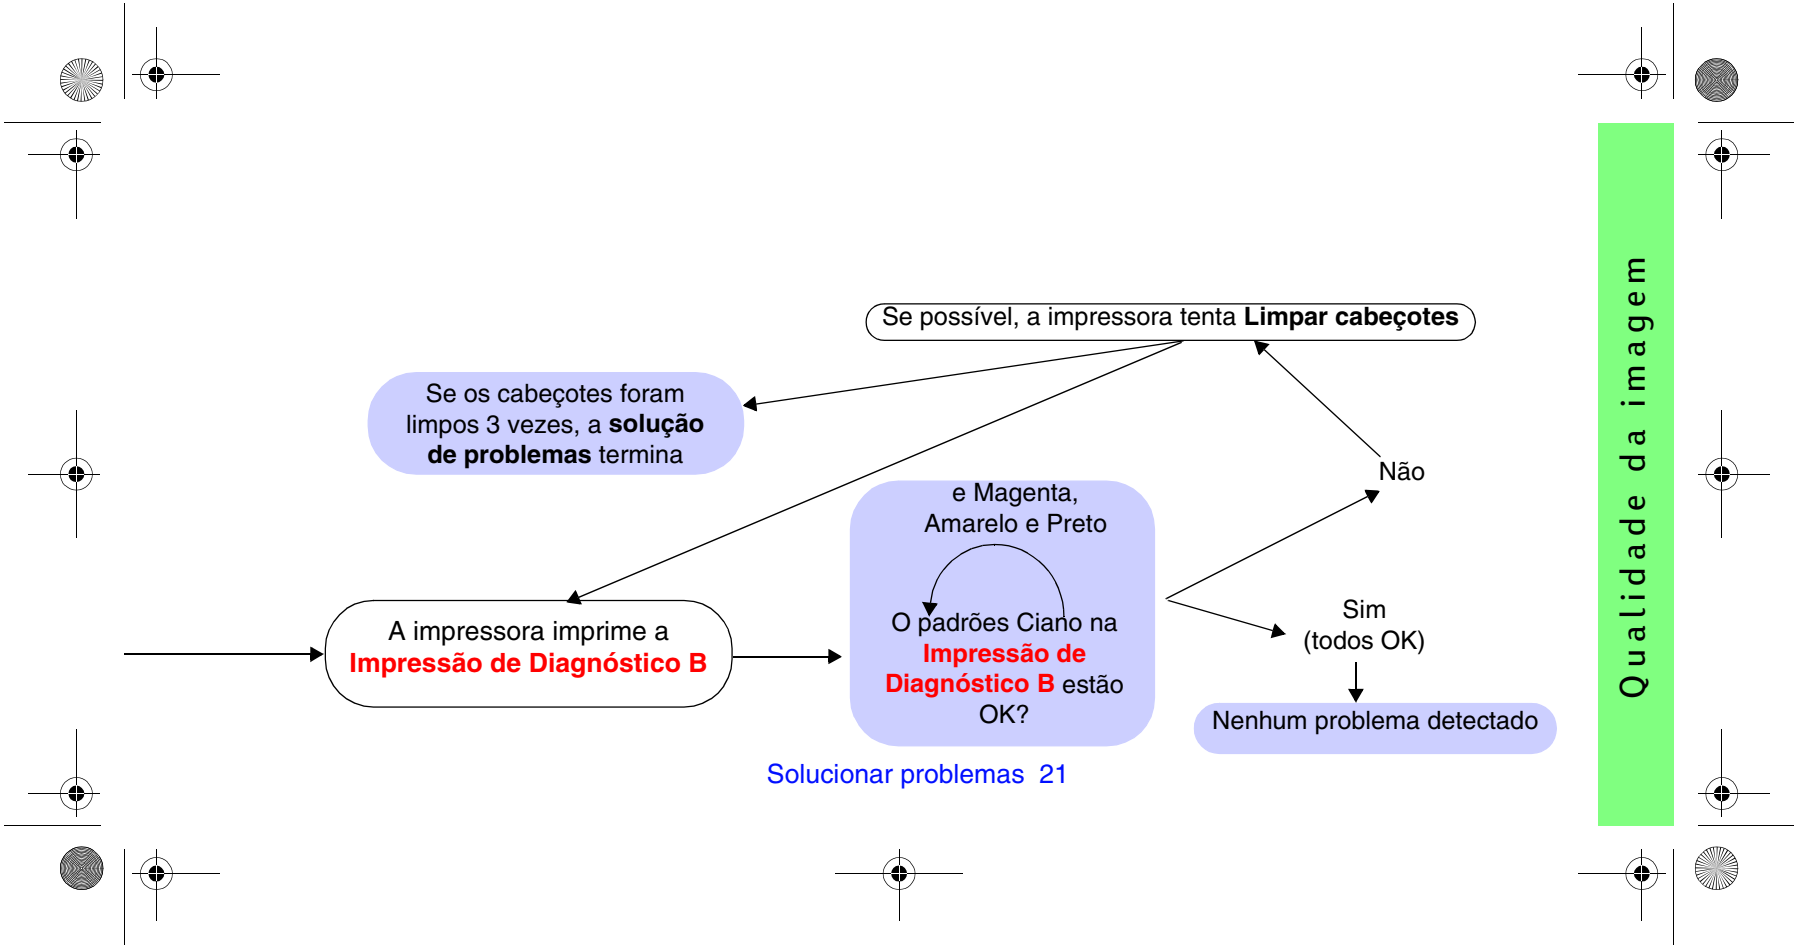 Se possível, a impressora tenta Limpar cabeçotes
Se os cabeçotes foram
limpos 3 vezes, a solução
de problemas termina
Não
e Magenta,
Amarelo e Preto
O padrões Ciano na
Impressão de
Diagnóstico B estão
OK?
A impressora imprime a
Impressão de Diagnóstico B
Sim
(todos OK)
Nenhum problema detectado
Solucionar problemas 21
Qualidade da imagem